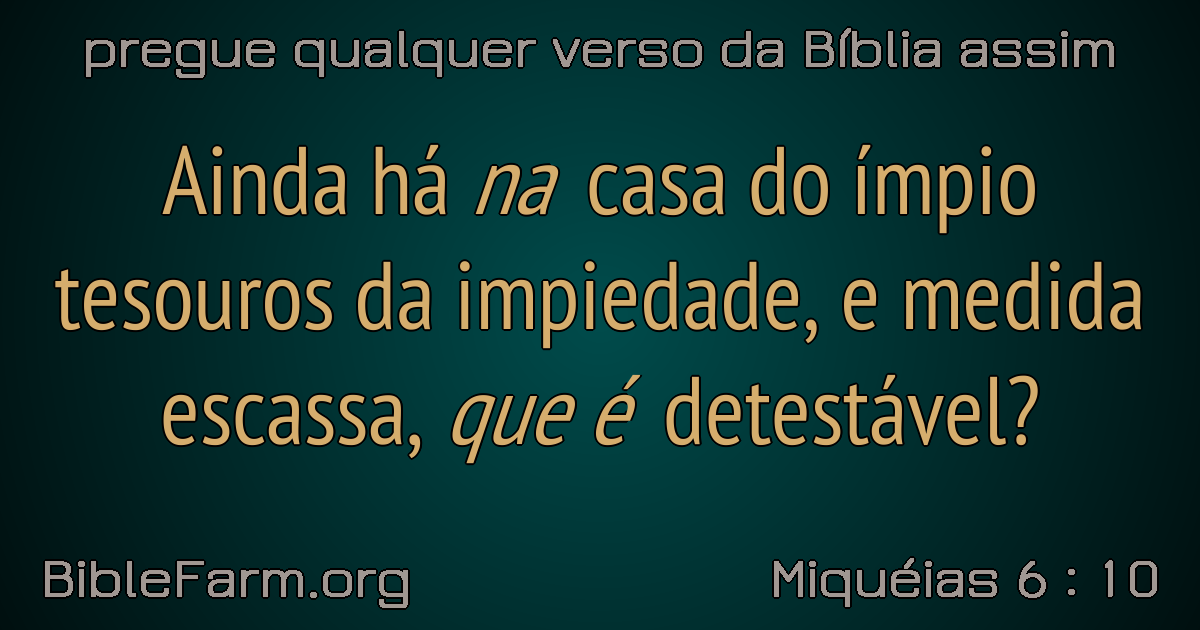 pregue qualquer verso da Bíblia assim
Ainda há na casa do ímpio
tesouros da impiedade, e medida
escassa, que é detestável?
BibleFarm.org
Miquéias 6 : 10